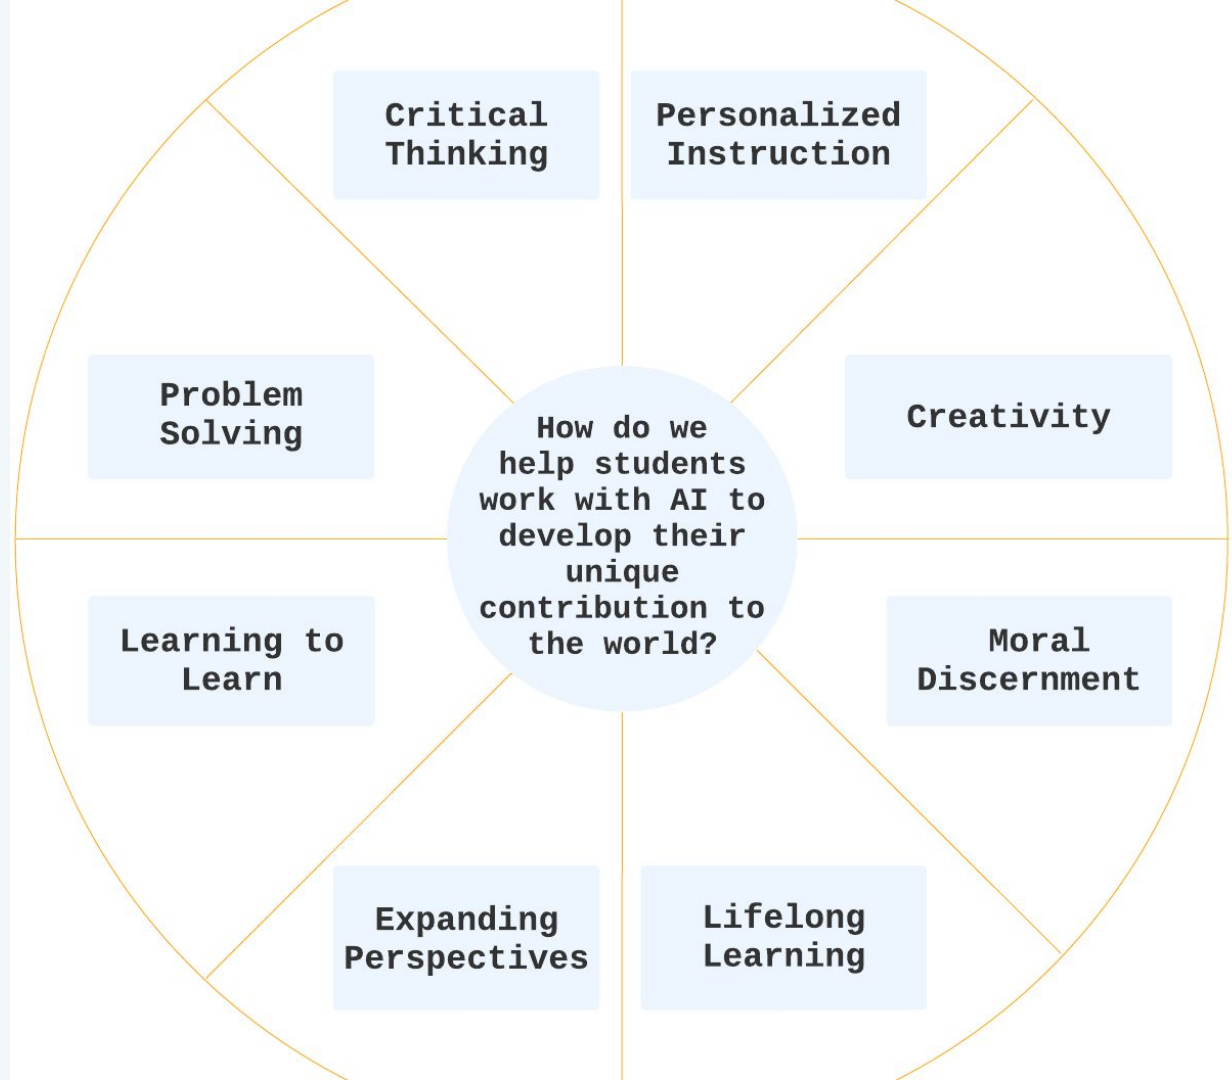 Critical
Thinking
Personalized
Instruction
Problem
Solving
Creativity
How do we
help students
work with AI to
develop their
unique
contribution to
the world?
Learning to
Learn
Moral
Discernment
Expanding
Perspectives
Lifelong
Learning